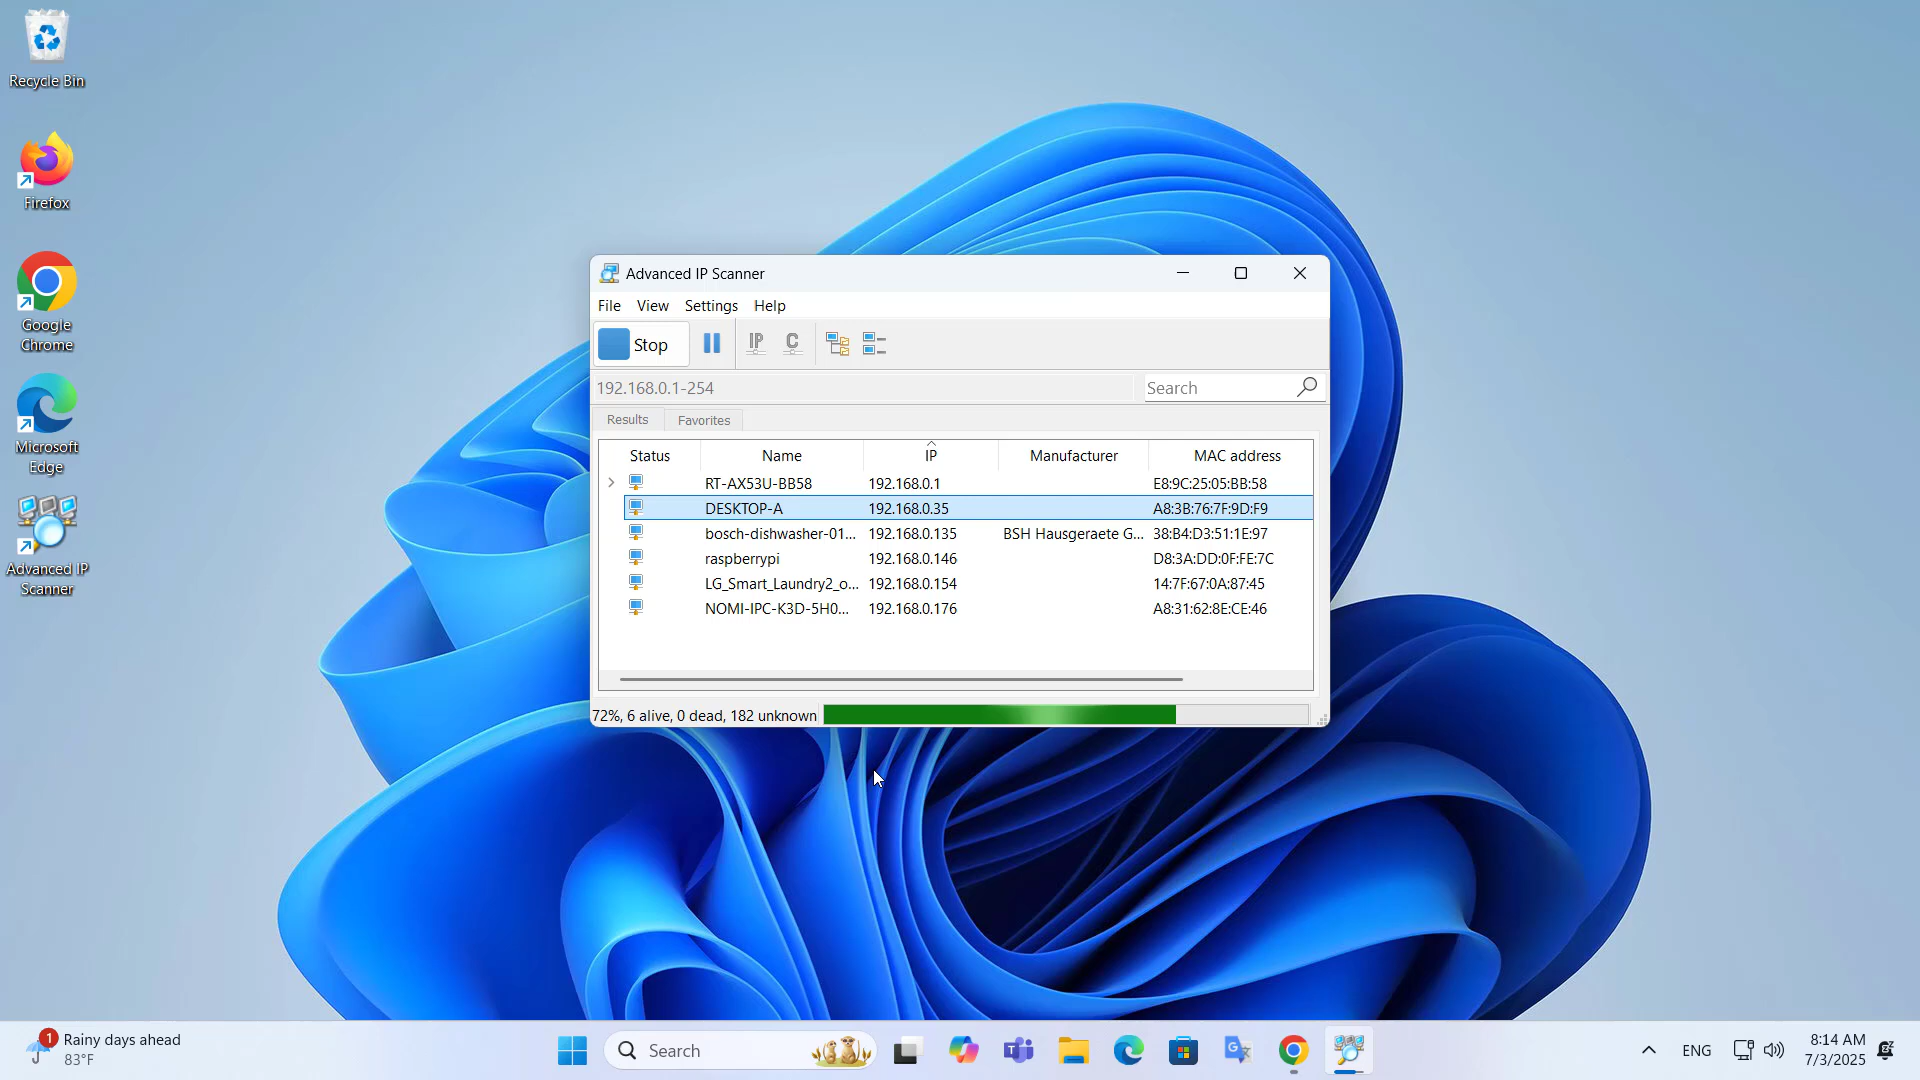 Recycle Bin
Firefox
Google
Chrome
Microsoft
Edge
Advanced IP
Scanner
Advanced IP Scanner
File View Settings Help
Stop IP C
192.168.0.1-254 Search
Results Favorites
Status Name IP Manufacturer MAC address
RT-AX53U-BB58 192.168.0.1 E8:9C:25:05:BB:58
DESKTOP-A 192.168.0.35 A8:3B:76:7F:9D:F9
bosch-dishwasher-01... 192.168.0.135 BSH Hausgeraete G... 38:B4:D3:51:1E:97
raspberrypi 192.168.0.146 D8:3A:DD:0F:FE:7C
LG_Smart_Laundry2_o... 192.168.0.154 14:7F:67:0A:87:45
NOMI-IPC-K3D-5H0... 192.168.0.176 A8:31:62:8E:CE:46
72%, 6 alive, 0 dead, 182 unknown
1 Rainy days ahead
83°F
Search
ENG
8:14 AM
7/3/2025